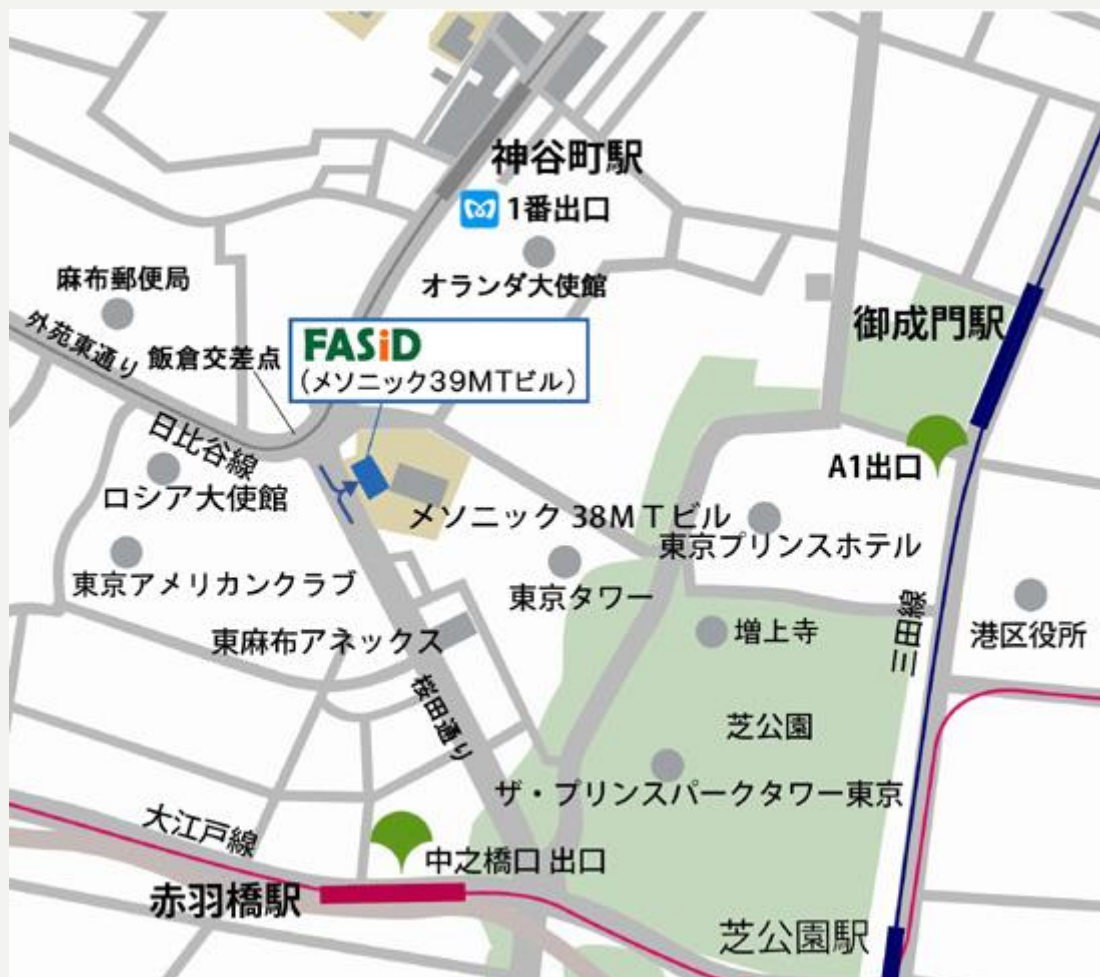 神谷町駅
1番出口
オランダ大使館
麻布郵便局
外苑東通り
飯倉交差点
FASiD
(メソニック39MTビル)
御成門駅
A1出口
日比谷線
ロシア大使館
メソニック 38MTビル
東京プリンスホテル
東京アメリカンクラブ
東京タワー
東麻布アネックス
増上寺
三田線
港区役所
桜田通り
芝公園
ザ・プリンスパークタワー東京
大江戸線
中之橋口 出口
赤羽橋駅
芝公園駅